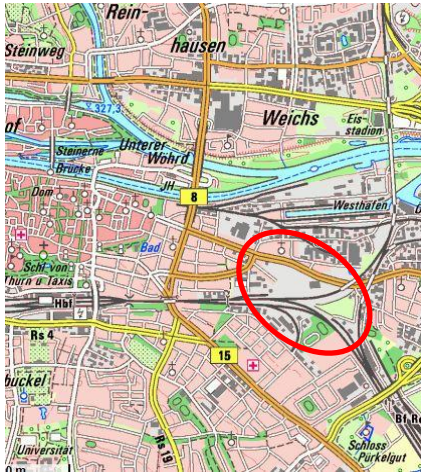 Rein-
hausen
Steinweg
327,3
Weichs
Eis-
stadion
of
Unterer
Wöhrd
Steinerne
Brücke
JH
8
Westhafen
Dom
Bad
Schl von
Thurn u Taxis
Hbf
Rs 4
15
buckel
Rs 19
Bf Re
Schloss
Pürkelgut
Universität
0 m